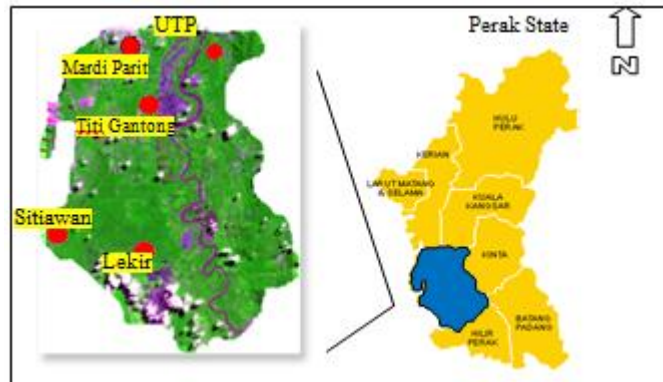 UTP
Mardi Parit
Titi Gantong
Sitiawan
Lekir
Perak State
N
HULU
PERAK
KERIAN
LARUT MATANG
& SELAMA
KUALA
KANGSAR
KINTA
BATANG
PADANG
HILIR
PERAK